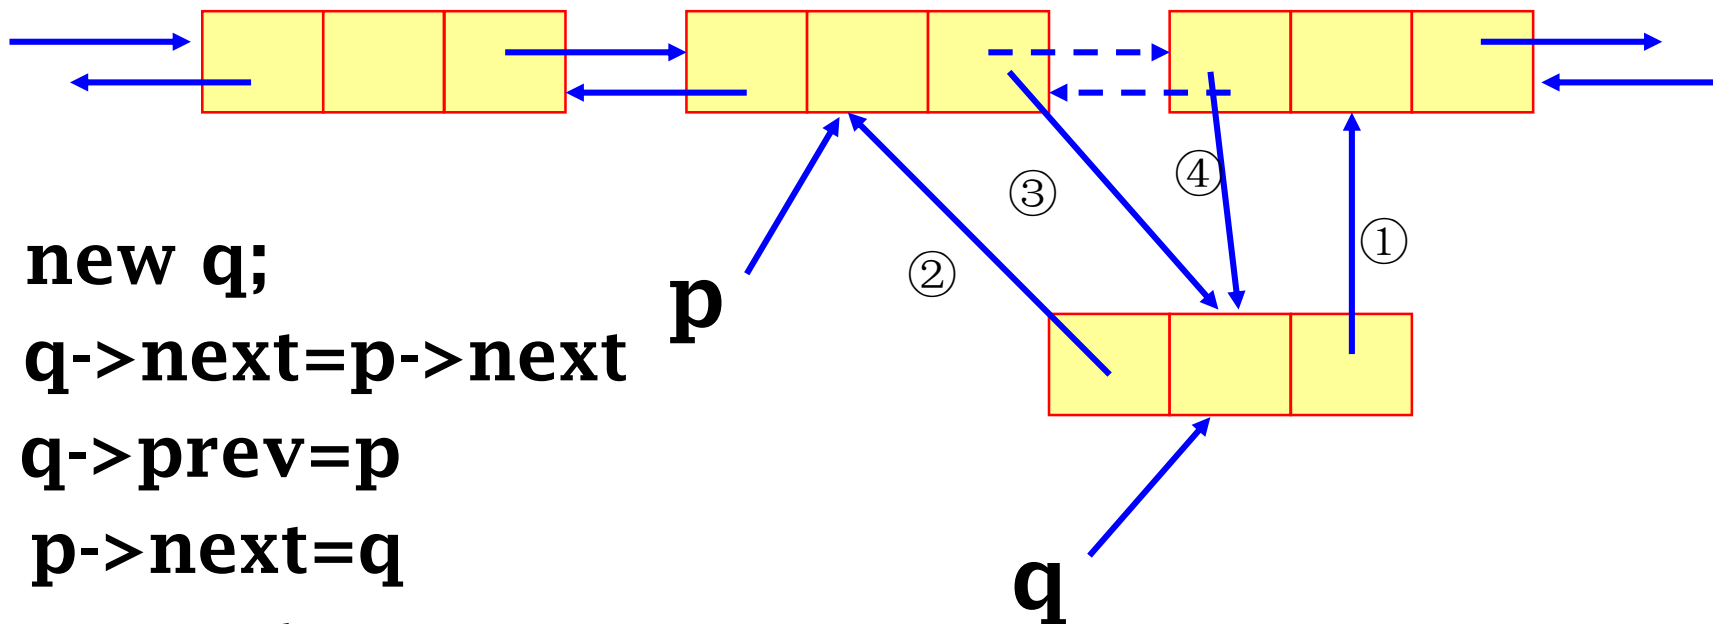 ③
④
①
②
new q;
p
q->next=p->next
q->prev=p
p->next=q
q